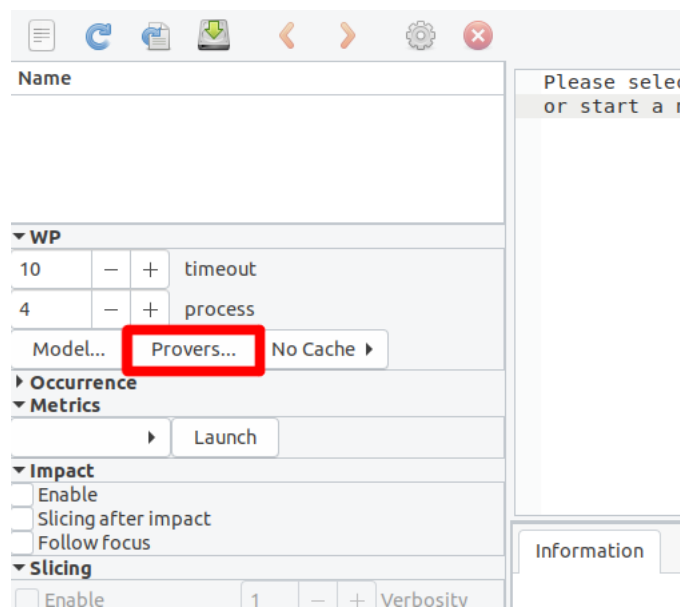 Name
Please selec
or start a
WP
10 timeout
4 process
Model... Provers... No Cache
Occurrence
Metrics
Launch
Impact
Enable
Slicing after impact
Follow focus
Slicing
Enable 1 Verbosity
Information